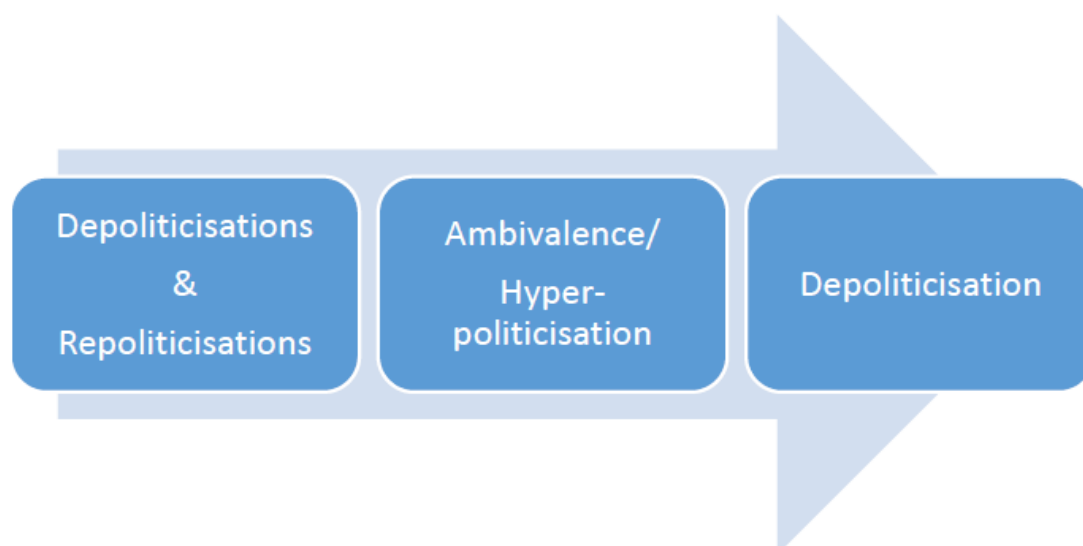 Depoliticisations
&
Repoliticisations
Ambivalence/
Hyper-
politicisation
Depoliticisation